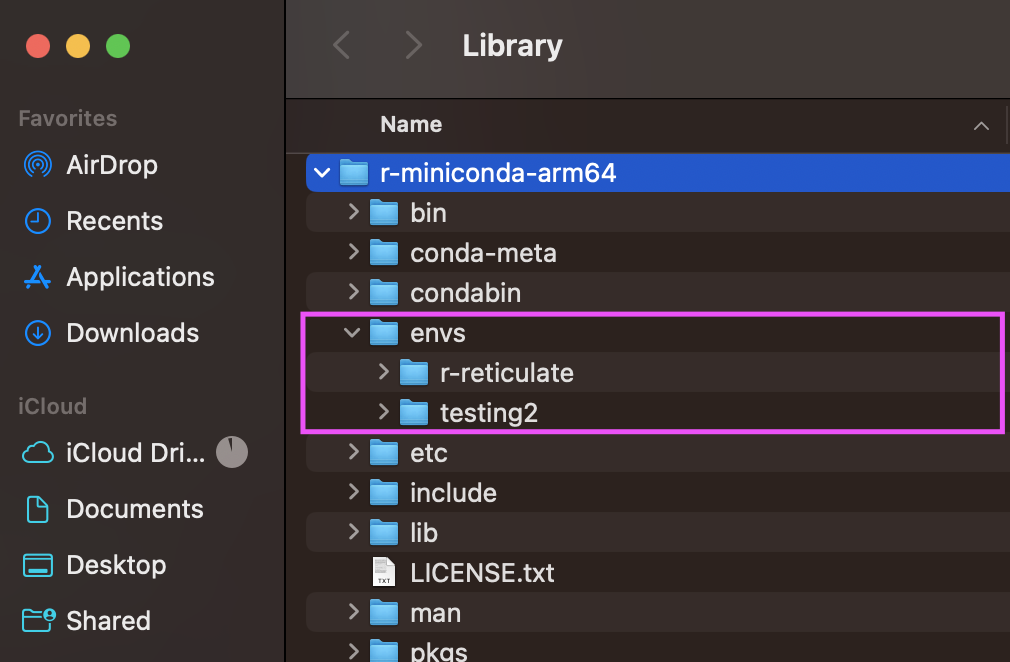 Library
Favorites
AirDrop
Recents
Applications
Downloads
iCloud
iCloud Dri...
Documents
Desktop
Shared
Name
r-miniconda-arm64
bin
conda-meta
condabin
envs
r-reticulate
testing2
etc
include
lib
TXT
LICENSE.txt
man
pkgs